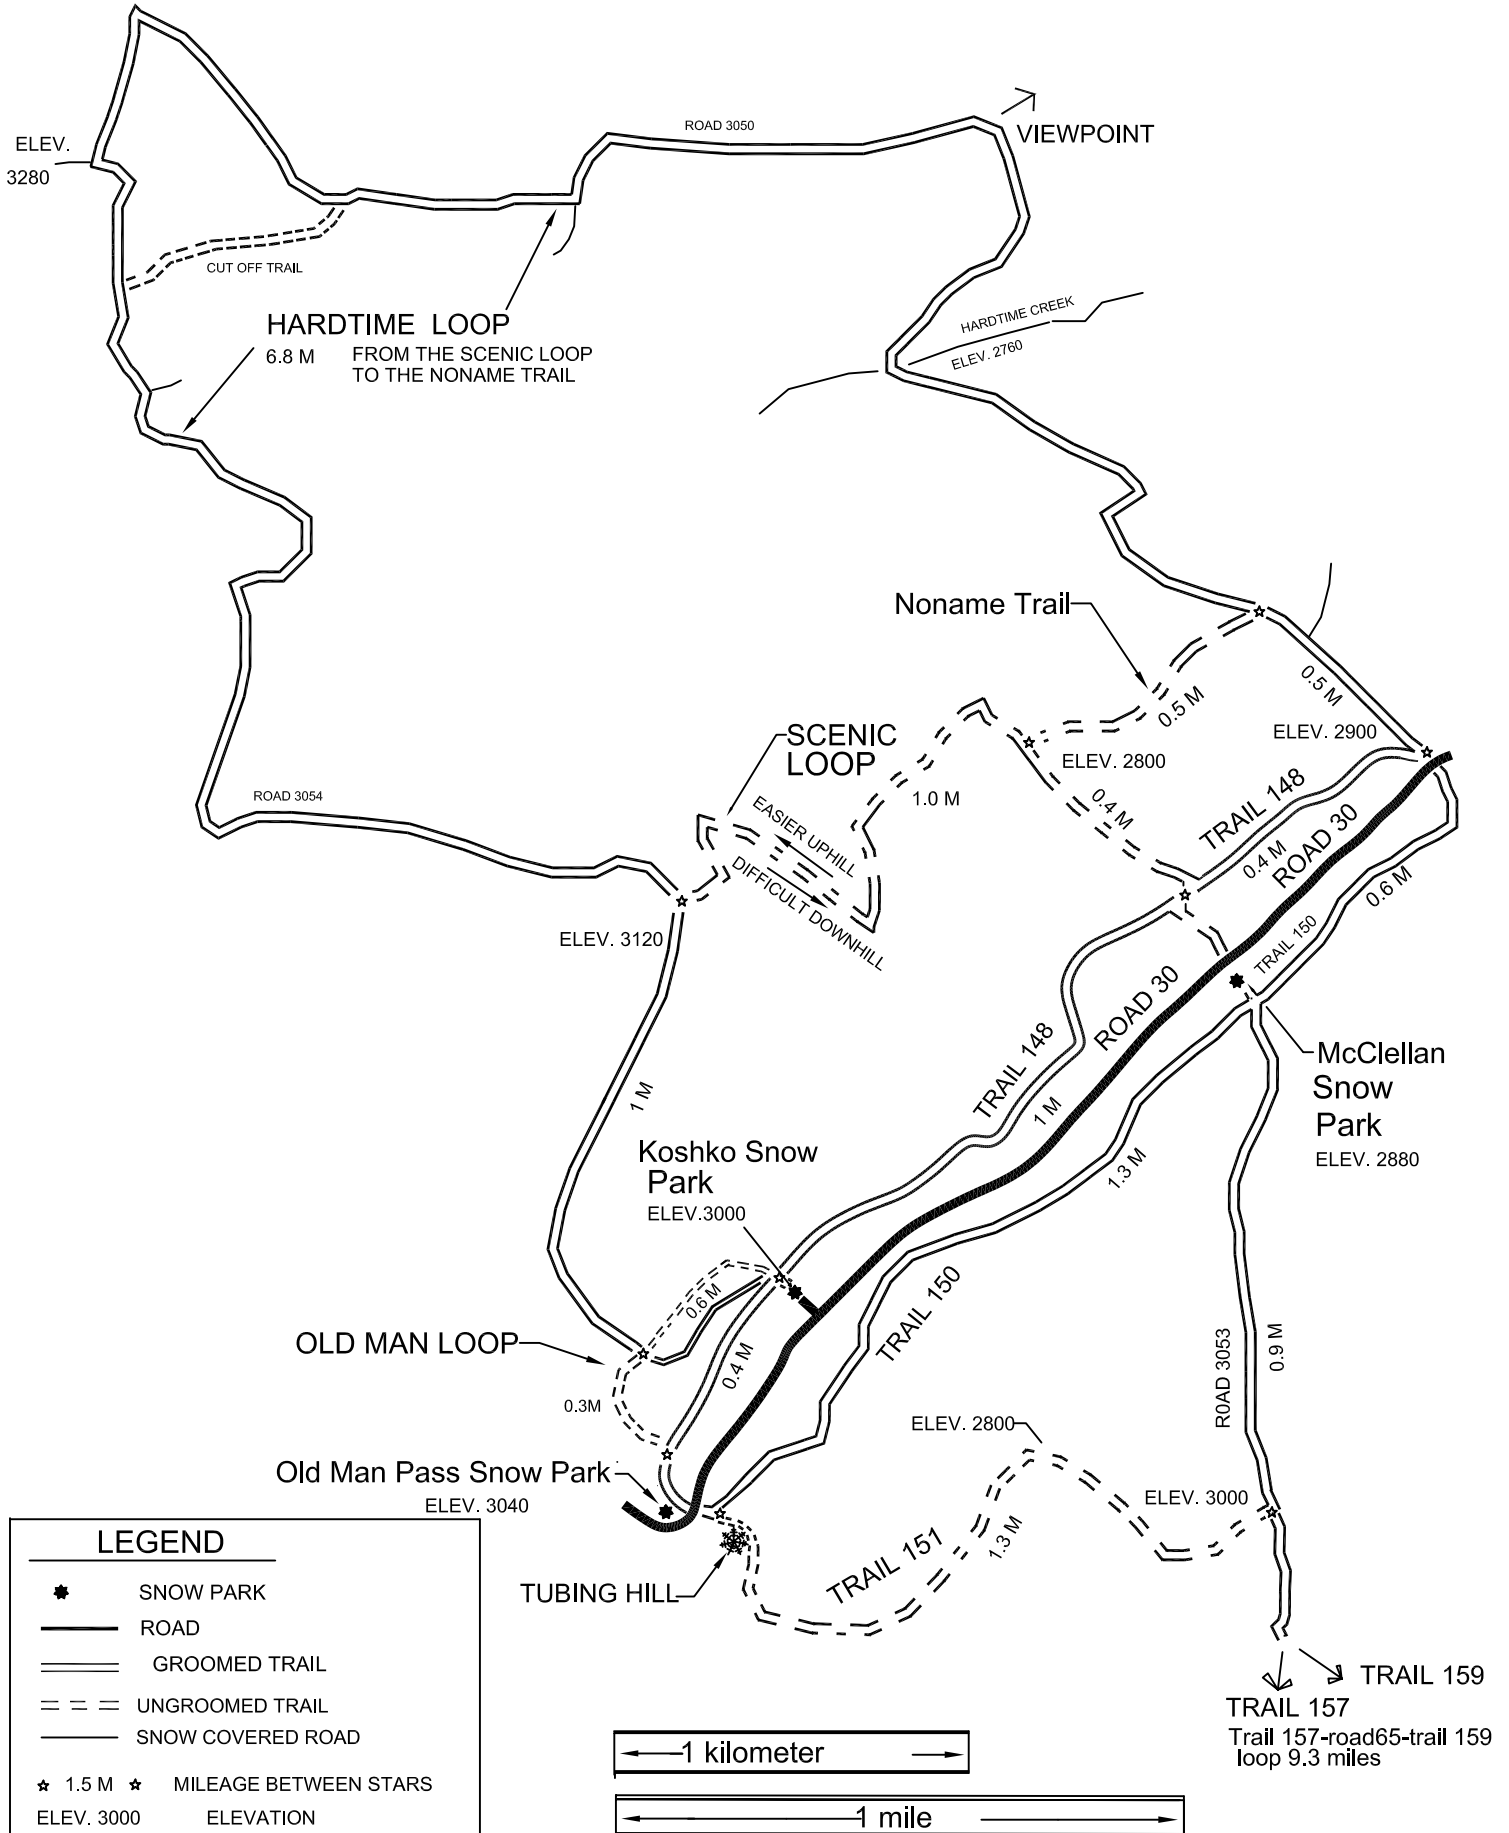 ROAD 3050
VIEWPOINT
ELEV.
3280
CUT OFF TRAIL
HARDTIME LOOP
6.8 M FROM THE SCENIC LOOP
TO THE NONAME TRAIL
HARDTIME CREEK
ELEV. 2760
Noname Trail
0.5 M
0.5 M
ELEV. 2900
SCENIC
LOOP
ELEV. 2800
1.0 M
0.4 M
TRAIL 148
0.4 M
ROAD 30
ROAD 3054
EASIER UPHILL
DIFFICULT DOWNHILL
0.6 M
TRAIL 150
ELEV. 3120
ROAD 30
TRAIL 148
1 M
McClellan
Snow
Park
ELEV. 2880
1 M
1.3 M
Koshko Snow
Park
ELEV.3000
0.6 M
TRAIL 150
OLD MAN LOOP
0.4 M
0.3M
R0AD 3053
0.9 M
ELEV. 2800
Old Man Pass Snow Park
ELEV. 3040
ELEV. 3000
1.3 M
TRAIL 151
TUBING HILL
TRAIL 159
TRAIL 157
Trail 157-road65-trail 159
loop 9.3 miles
LEGEND
SNOW PARK
ROAD
GROOMED TRAIL
UNGROOMED TRAIL
SNOW COVERED ROAD
1.5 M MILEAGE BETWEEN STARS
ELEV. 3000 ELEVATION
1 kilometer
1 mile